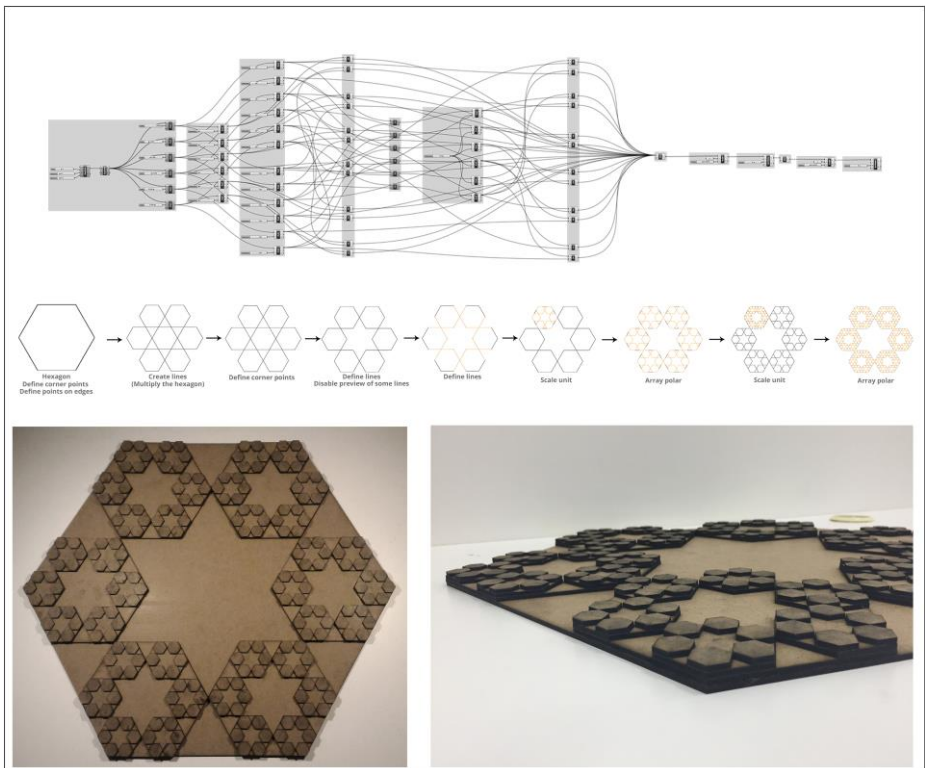 Hexagon
Define corner points
Define points on edges
Create lines
(Multiply the hexagon)
Define corner points
Define lines
Disable preview of some lines
Define lines
Scale unit
Array polar
Scale unit
Array polar